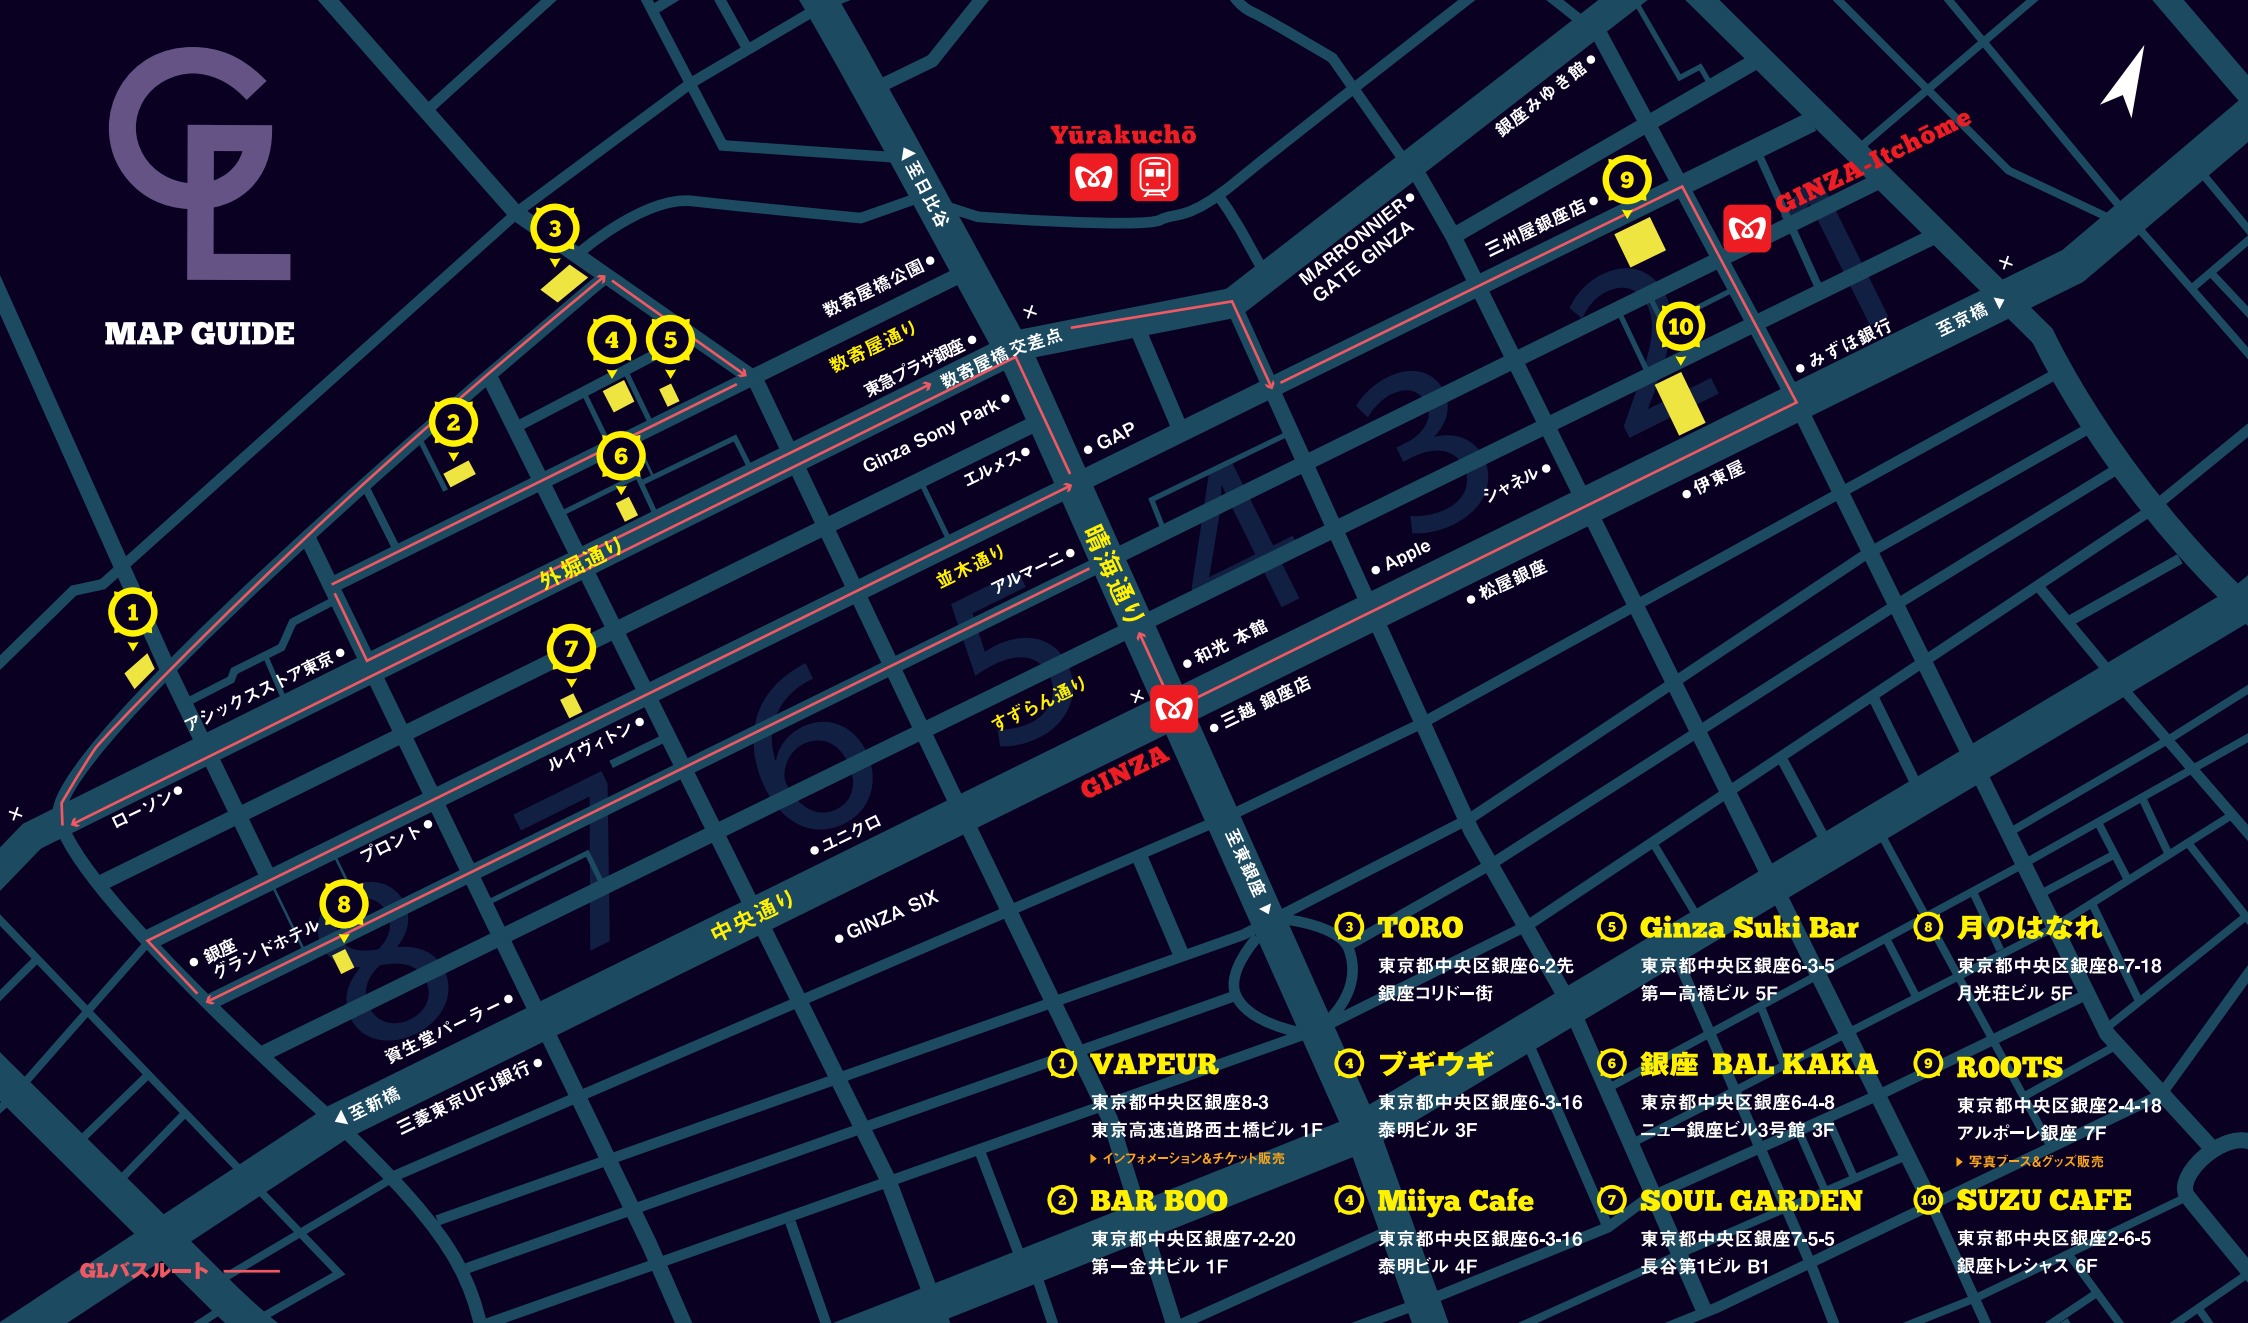 GL
MAP GUIDE
Yūrakuchō
GINZA-Itchōme
GINZA
至日比谷
銀座みゆき館
三州屋銀座店
MARRONNIER
GATE GINZA
数寄屋橋公園
数寄屋通り
東急プラザ銀座
数寄屋橋 交差点
Ginza Sony Park
エルメス
GAP
みずほ銀行
至京橋
シャネル
伊東屋
Apple
松屋銀座
外堀通り
並木通り
アルマーニ
晴海通り
和光 本館
三越 銀座店
すずらん通り
アシックスストア東京
ルイヴィトン
ローソン
プロント
ユニクロ
中央通り
GINZA SIX
至東銀座
銀座
グランドホテル
資生堂パーラー
三菱東京UFJ銀行
至新橋
1
2
3
4
5
6
7
8
1
2
3
4
5
6
7
8
9
10
GLバスルート
1 VAPEUR
東京都中央区銀座8-3
東京高速道路西土橋ビル 1F
インフォメーション&チケット販売
2 BAR BOO
東京都中央区銀座7-2-20
第一金井ビル 1F
3 TORO
東京都中央区銀座6-2先
銀座コリドー街
4 ブギウギ
東京都中央区銀座6-3-16
泰明ビル 3F
4 Miiya Cafe
東京都中央区銀座6-3-16
泰明ビル 4F
5 Ginza Suki Bar
東京都中央区銀座6-3-5
第一高橋ビル 5F
6 銀座 BAL KAKA
東京都中央区銀座6-4-8
ニュー銀座ビル3号館 3F
7 SOUL GARDEN
東京都中央区銀座7-5-5
長谷第1ビル B1
8 月のはなれ
東京都中央区銀座8-7-18
月光荘ビル 5F
9 ROOTS
東京都中央区銀座2-4-18
アルポーレ銀座 7F
写真ブース&グッズ販売
10 SUZU CAFE
東京都中央区銀座2-6-5
銀座トレシャス 6F